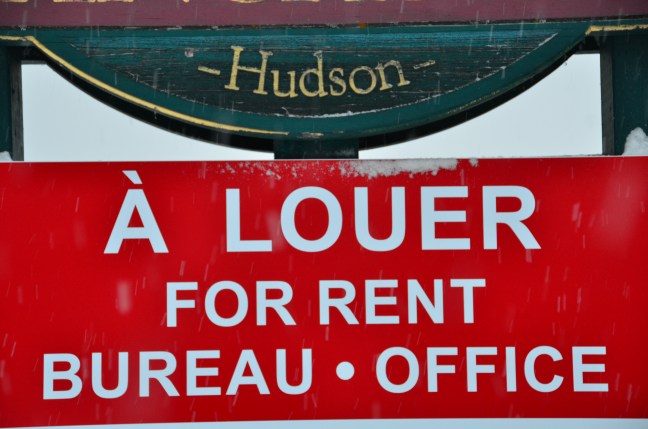 - Hudson -
À LOUER
FOR RENT
BUREAU • OFFICE